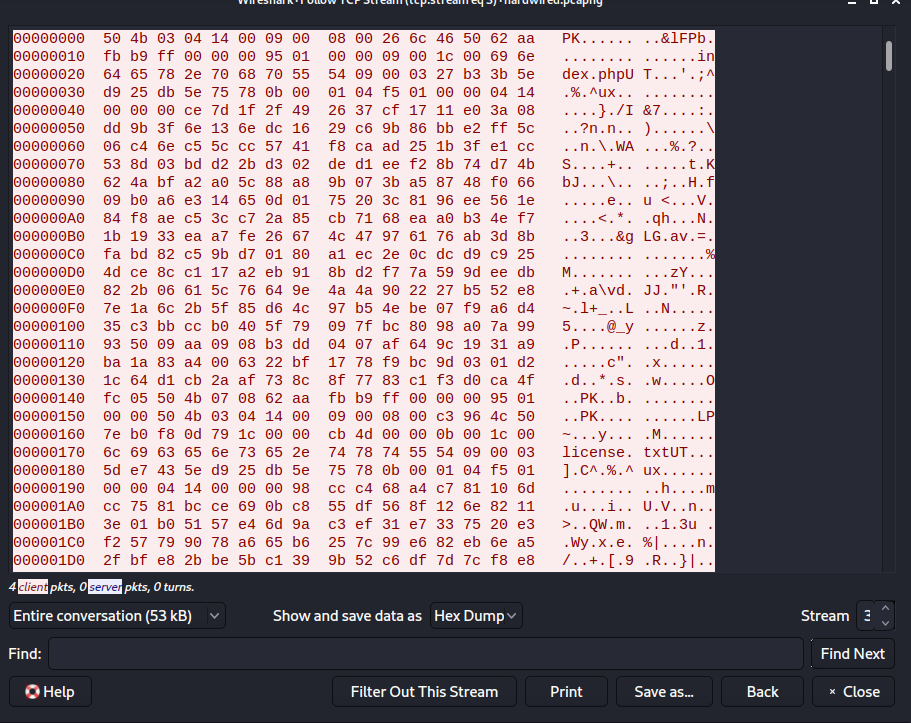 Wireshark · Follow TCP Stream (tcp.stream eq 3) · hardwired.pcapng
00000000 50 4b 03 04 14 00 09 00 08 00 26 6c 46 50 62 aa PK...... ..&lFPb.
00000010 fb b9 ff 00 00 00 95 01 00 00 09 00 1c 00 69 6e ........ ......in
00000020 64 65 78 2e 70 68 70 55 54 09 00 03 27 b3 3b 5e dex.phpU T...'.;^
00000030 d9 25 db 5e 75 78 0b 00 01 04 f5 01 00 00 04 14 .%.^ux.. ........
00000040 00 00 00 ce 7d 1f 2f 49 26 37 cf 17 11 e0 3a 08 ....}./I &7....:.
00000050 dd 9b 3f 6e 13 6e dc 16 29 c6 9b 86 bb e2 ff 5c ..?n.n.. )......\
00000060 06 c4 6e c5 5c cc 57 41 f8 ca ad 25 1b 3f e1 cc ..n.\.WA ...%.?..
00000070 53 8d 03 bd d2 2b d3 02 de d1 ee f2 8b 74 d7 4b S....+.. .....t.K
00000080 62 4a bf a2 a0 5c 88 a8 9b 07 3b a5 87 48 f0 66 bJ...\.. ..;..H.f
00000090 09 b0 a6 e3 14 65 0d 01 75 20 3c 81 96 ee 56 1e .....e.. u <...V.
000000A0 84 f8 ae c5 3c c7 2a 85 cb 71 68 ea a0 b3 4e f7 ....<.*. .qh...N.
000000B0 1b 19 33 ea a7 fe 26 67 4c 47 97 61 76 ab 3d 8b ..3...&g LG.av.=.
000000C0 fa bd 82 c5 9b d7 01 80 a1 ec 2e 0c dc d9 c9 25 ........ .......%
000000D0 4d ce 8c c1 17 a2 eb 91 8b d2 f7 7a 59 9d ee db M....... ...zY...
000000E0 82 2b 06 61 5c 76 64 9e 4a 4a 90 22 27 b5 52 e8 .+.a\vd. JJ."'.R.
000000F0 7e 1a 6c 2b 5f 85 d6 4c 97 b5 4e be 07 f9 a6 d4 ~.l+_..L ..N.....
00000100 35 c3 bb cc b0 40 5f 79 09 7f bc 80 98 a0 7a 99 5....@_y ......z.
00000110 93 50 09 aa 09 08 b3 dd 04 07 af 64 9c 19 31 a9 .P...... ...d..1.
00000120 ba 1a 83 a4 00 63 22 bf 17 78 f9 bc 9d 03 01 d2 .....c". .x......
00000130 1c 64 d1 cb 2a af 73 8c 8f 77 83 c1 f3 d0 ca 4f .d..*.s. .w.....O
00000140 fc 05 50 4b 07 08 62 aa fb b9 ff 00 00 00 95 01 ..PK..b. ........
00000150 00 00 50 4b 03 04 14 00 09 00 08 00 c3 96 4c 50 ..PK.... ......LP
00000160 7e b0 f8 0d 79 1c 00 00 cb 4d 00 00 0b 00 1c 00 ~...y... .M......
00000170 6c 69 63 65 6e 73 65 2e 74 78 74 55 54 09 00 03 license. txtUT...
00000180 5d de e7 43 5e d9 25 db 5e 75 78 0b 00 01 04 f5 01 ].C^.%.^ ux......
00000190 00 00 04 14 00 00 00 98 cc c4 68 a4 c7 81 10 6d ........ ..h....m
000001A0 cc 75 81 bc ce 69 0b c8 55 df 56 8f 12 6e 82 11 .u...i.. U.V..n..
000001B0 3e 01 b0 51 57 e4 6d 9a c3 ef 31 e7 33 75 20 e3 >..QW.m. ..1.3u .
000001C0 f2 57 79 90 78 a6 65 b6 25 7c 99 e6 82 eb 6e a5 .Wy.x.e. %|....n.
000001D0 2f bf e8 2b be 5b c1 39 9b 52 c6 df 7d 7c f8 e8 /..+.[.9 .R..}|..
4 client pkts, 0 server pkts, 0 turns.
Entire conversation (53 kB) Show and save data as Hex Dump Stream 3
Find: Find Next
Help Filter Out This Stream Print Save as... Back × Close